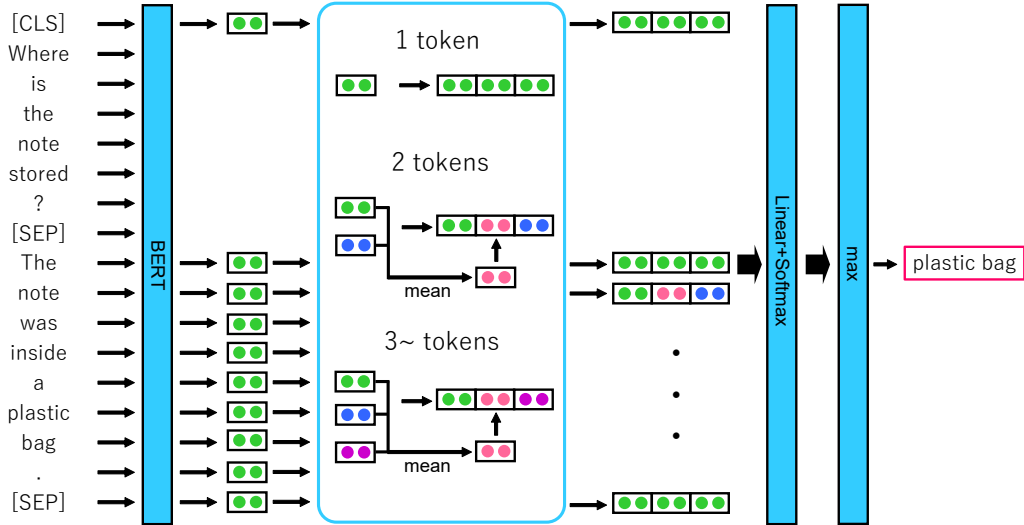 [CLS]
Where
is
the
note
stored
?
[SEP]
The
note
was
inside
a
plastic
bag
.
[SEP]
BERT
1 token
2 tokens
mean
3~ tokens
mean
Linear+Softmax
max
plastic bag